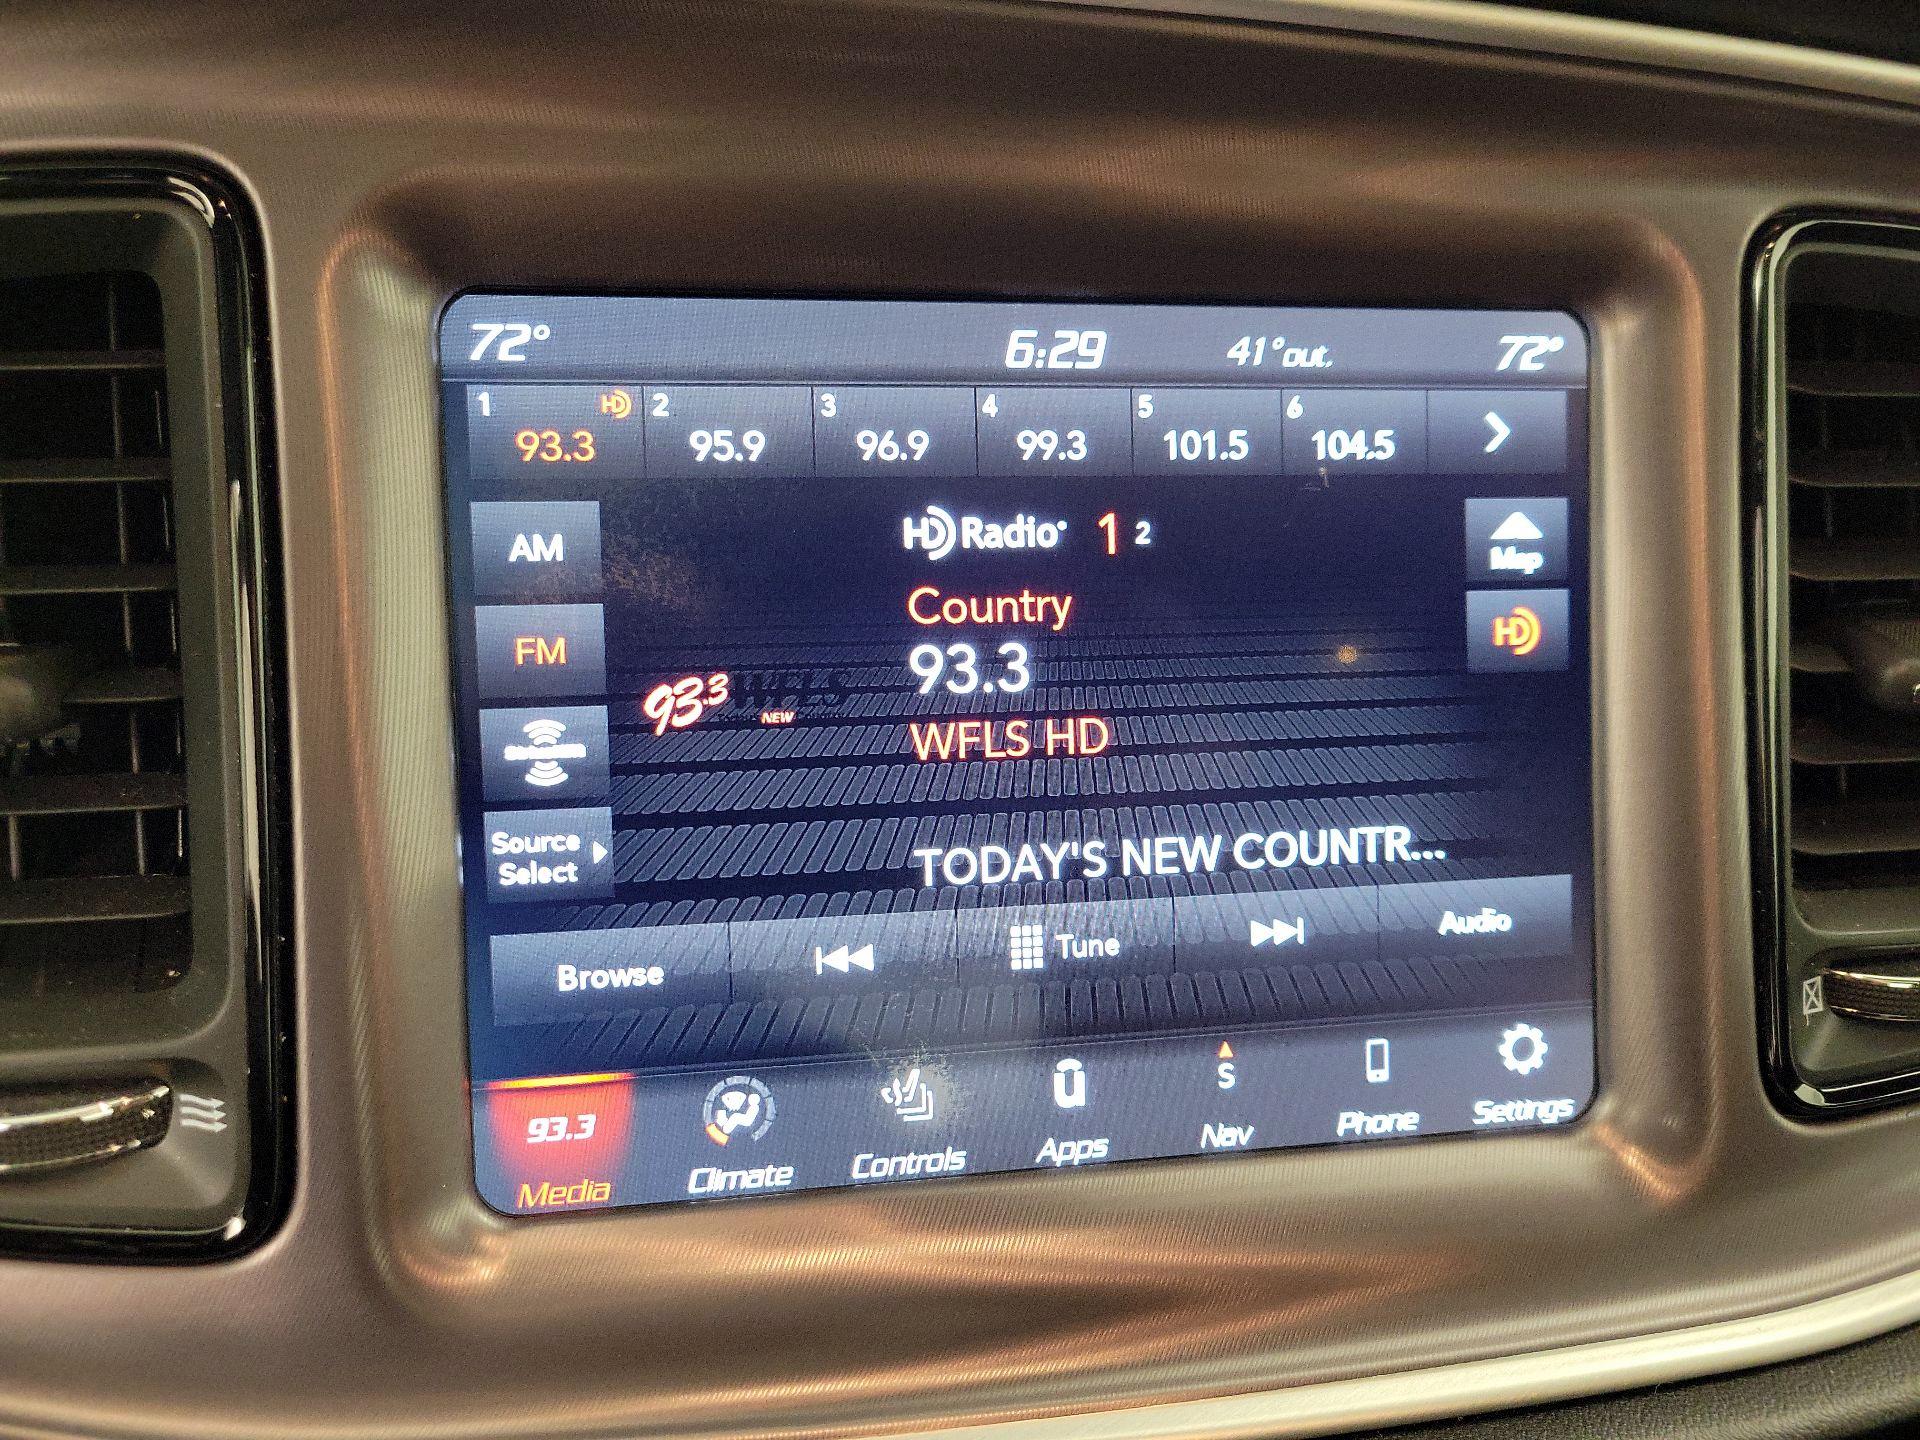 72° 6:29 41° out. 72°
1 HD 2 3 4 5 6
93.3 95.9 96.9 99.3 101.5 104.5
HD Radio 1 2
AM
Map
Country
FM
93.3
HD
93.3
NEW
WFLS HD
Source
Select
TODAY'S NEW COUNTR...
Browse Tune Audio
93.3 S
Media Climate Controls Apps Nav Phone Settings